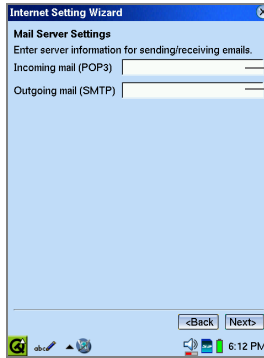 Internet Setting Wizard
Mail Server Settings
Enter server information for sending/receiving emails.
Incoming mail (POP3)
Outgoing mail (SMTP)
<Back Next>
abc 6:12 PM